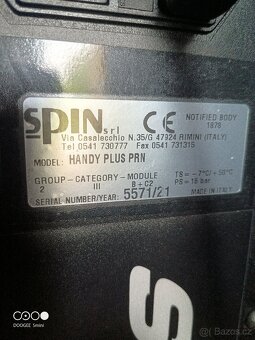 SPIN srl
CE
NOTIFIED BODY
1878
Via Casalecchio N.35/G 47924 RIMINI (ITALY)
Tel 0541 730777 Fax 0541 731315
MODEL: HANDY PLUS PRN
GROUP-CATEGORY-MODULE
2 III B+C2
TS = -7°C/+50°C
PS = 18 bar
SERIAL NUMBER/YEAR: 5571/21
MADE IN ITALY
S
DOOGEE Smini
bazoš.cz